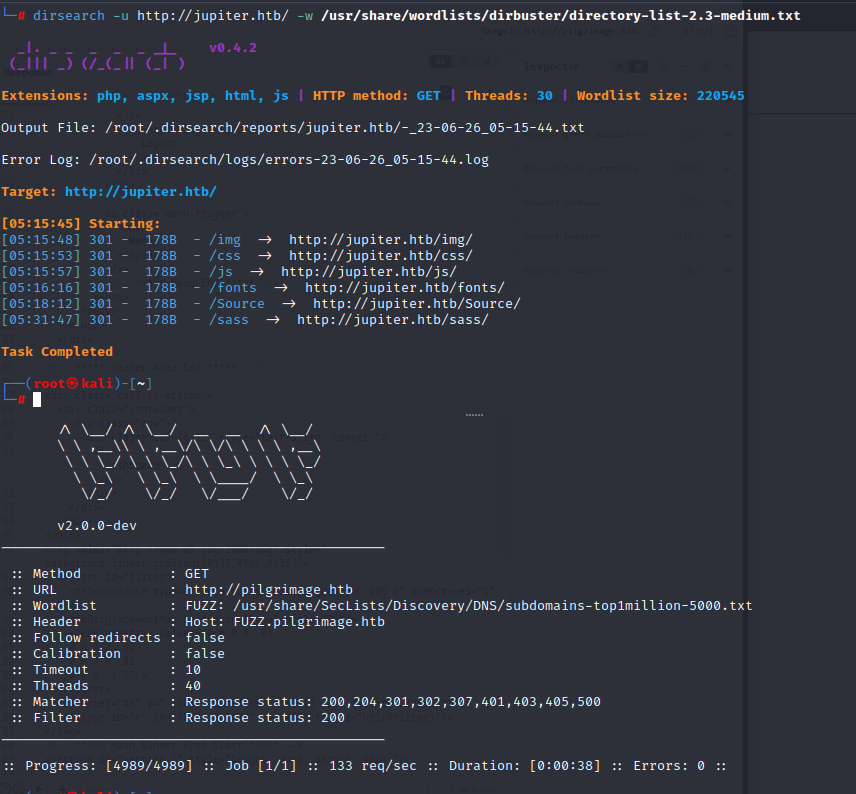 └─# dirsearch -u http://jupiter.htb/ -w /usr/share/wordlists/dirbuster/directory-list-2.3-medium.txt
v0.4.2
Extensions: php, aspx, jsp, html, js | HTTP method: GET | Threads: 30 | Wordlist size: 220545
Output File: /root/.dirsearch/reports/jupiter.htb/-_23-06-26_05-15-44.txt
Error Log: /root/.dirsearch/logs/errors-23-06-26_05-15-44.log
Target: http://jupiter.htb/
[05:15:45] Starting:
[05:15:48] 301 - 178B - /img → http://jupiter.htb/img/
[05:15:53] 301 - 178B - /css → http://jupiter.htb/css/
[05:15:57] 301 - 178B - /js → http://jupiter.htb/js/
[05:16:16] 301 - 178B - /fonts → http://jupiter.htb/fonts/
[05:18:12] 301 - 178B - /Source → http://jupiter.htb/Source/
[05:31:47] 301 - 178B - /sass → http://jupiter.htb/sass/
Task Completed
┌──(root㉿kali)-[~]
└─#
v2.0.0-dev
:: Method : GET
:: URL : http://pilgrimage.htb
:: Wordlist : FUZZ: /usr/share/SecLists/Discovery/DNS/subdomains-top1million-5000.txt
:: Header : Host: FUZZ.pilgrimage.htb
:: Follow redirects : false
:: Calibration : false
:: Timeout : 10
:: Threads : 40
:: Matcher : Response status: 200,204,301,302,307,401,403,405,500
:: Filter : Response status: 200
:: Progress: [4989/4989] :: Job [1/1] :: 133 req/sec :: Duration: [0:00:38] :: Errors: 0 ::